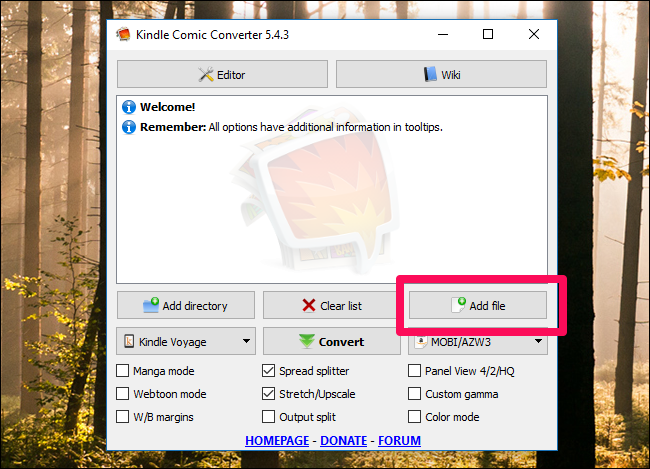 Kindle Comic Converter 5.4.3
Editor
Wiki
Welcome!
Remember: All options have additional information in tooltips.
Add directory
Clear list
Add file
Kindle Voyage
Convert
MOBI/AZW3
Manga mode
Spread splitter
Panel View 4/2/HQ
Webtoon mode
Stretch/Upscale
Custom gamma
W/B margins
Output split
Color mode
HOMEPAGE - DONATE - FORUM